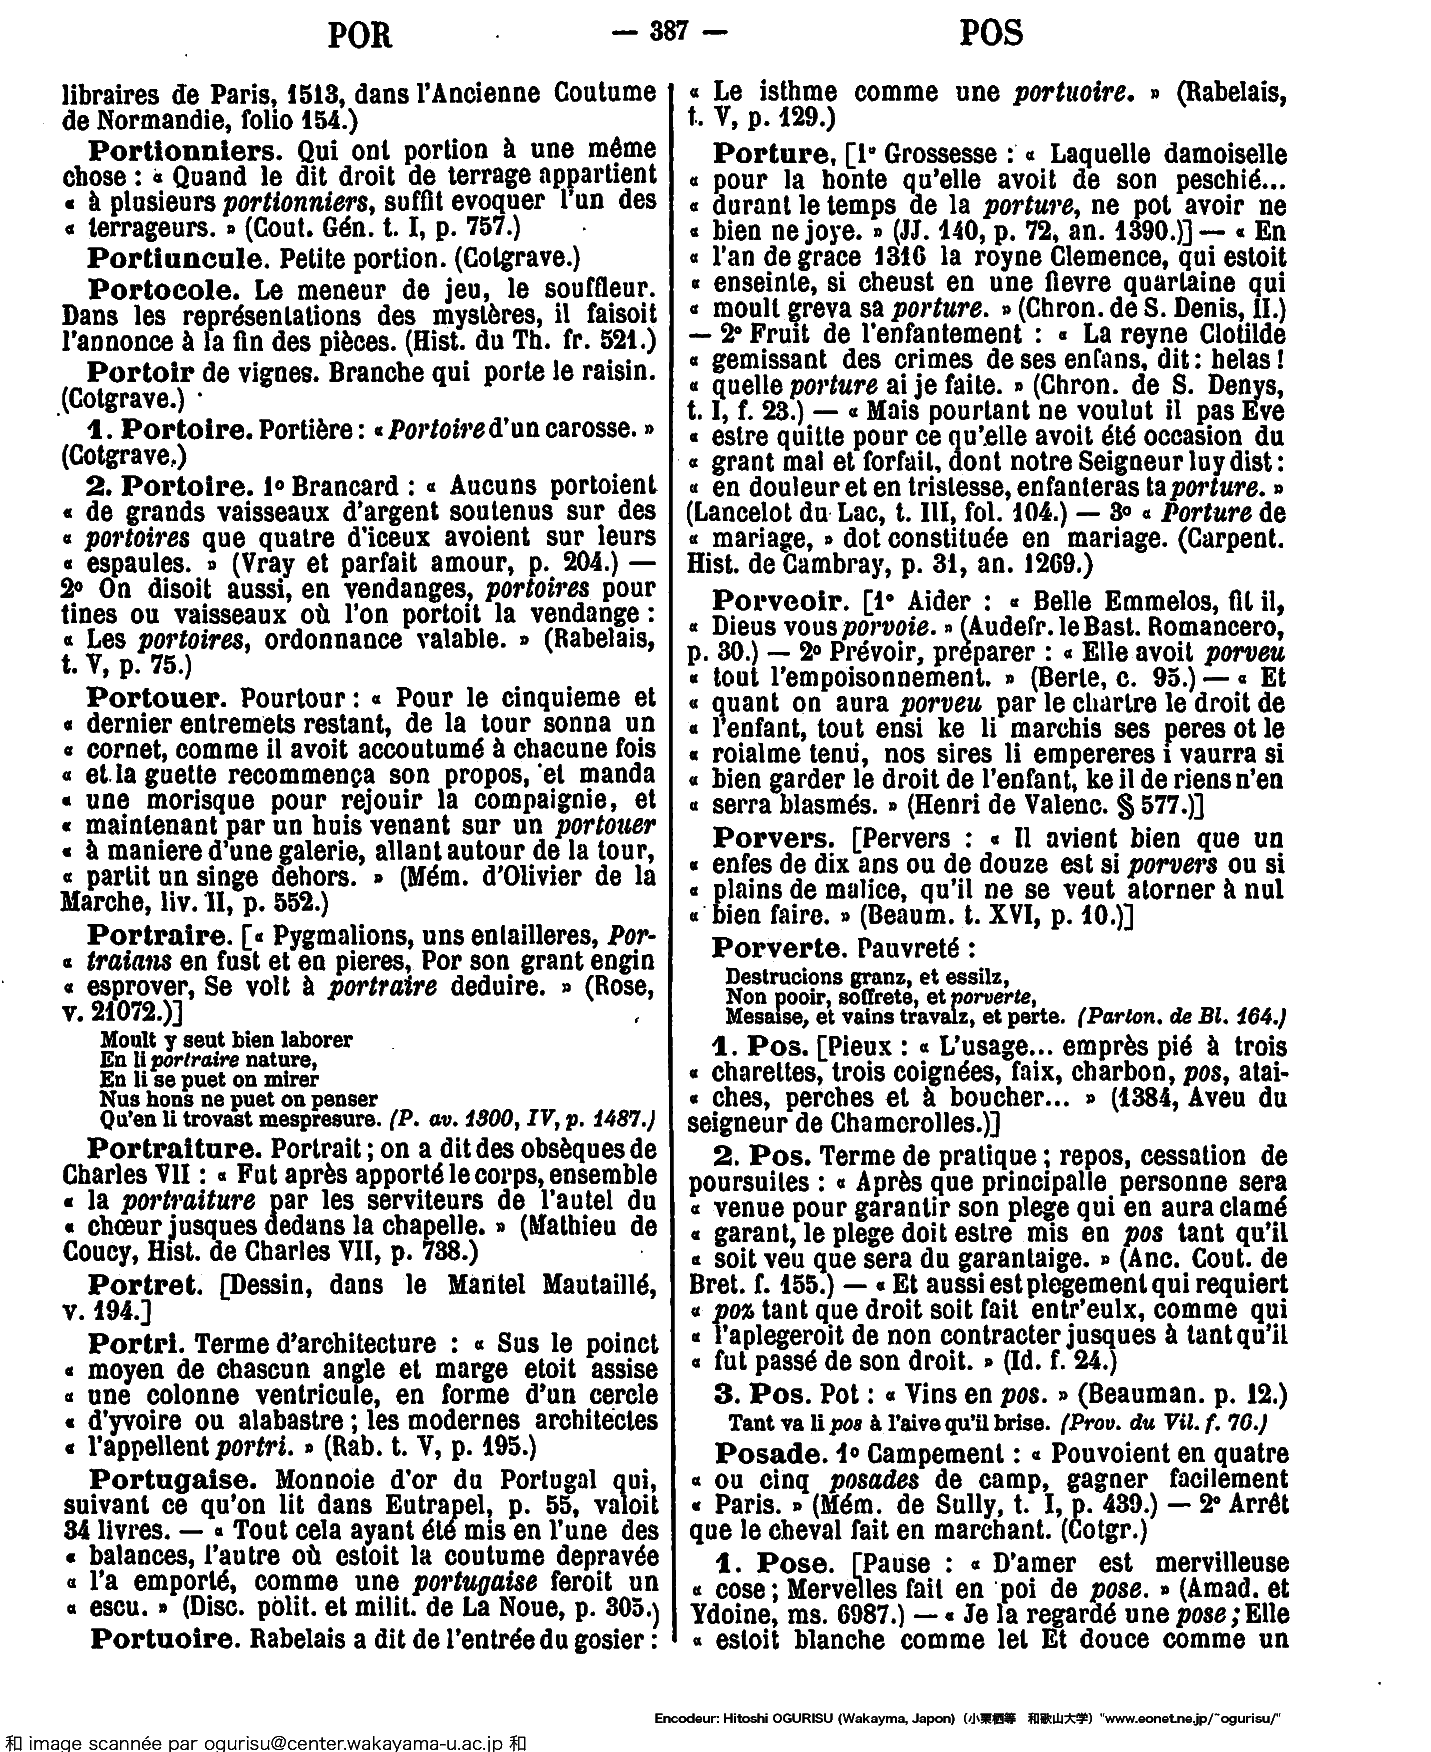 POR — 387 — POS
libraires de Paris, 1513, dans l'Ancienne Coutume
de Normandie, folio 154.)
Portionniers. Qui ont portion à une même
chose : « Quand le dit droit de terrage appartient
« à plusieurs portionniers, suffit evoquer l'un des
« terrageurs. » (Cout. Gén. t. I, p. 757.)
Portiuncule. Petite portion. (Cotgrave.)
Portocole. Le meneur de jeu, le souffleur.
Dans les représentations des mystères, il faisoit
l'annonce à la fin des pièces. (Hist. du Th. fr. 521.)
Portoir de vignes. Branche qui porte le raisin.
(Cotgrave.)
1. Portoire. Portière : « Portoire d'un carosse. »
(Cotgrave.)
2. Portoire. 1º Brancard : « Aucuns portoient
« de grands vaisseaux d'argent soutenus sur des
« portoires que quatre d'iceux avoient sur leurs
« espaules. » (Vray et parfait amour, p. 204.) —
2º On disoit aussi, en vendanges, portoires pour
tines ou vaisseaux où l'on portoit la vendange :
« Les portoires, ordonnance valable. » (Rabelais,
t. V, p. 75.)
Portouer. Pourtour : « Pour le cinquieme et
« dernier entremets restant, de la tour sonna un
« cornet, comme il avoit accoutumé à chacune fois
« et la guette recommença son propos, et manda
« une morisque pour rejouir la compaignie, et
« maintenant par un huis venant sur un portouer
« à maniere d'une galerie, allant autour de la tour,
« partit un singe dehors. » (Mém. d'Olivier de la
Marche, liv. II, p. 552.)
Portraire. [« Pygmalions, uns entailleres, Por-
« traians en fust et en pieres, Por son grant engin
« esprover, Se volt à portraire deduire. » (Rose,
v. 21072.)]
Moult y seut bien laborer
En li portraire nature,
En li se puet on mirer
Nus hons ne puet on penser
Qu'en li trovast mespresure. (P. av. 1300, IV, p. 1487.)
Portraiture. Portrait ; on a dit des obsèques de
Charles VII : « Fut après apporté le corps, ensemble
« la portraiture par les serviteurs de l'autel du
« chœur jusques dedans la chapelle. » (Mathieu de
Coucy, Hist. de Charles VII, p. 738.)
Portret. [Dessin, dans le Mantel Mautaillé,
v. 194.]
Portri. Terme d'architecture : « Sus le poinct
« moyen de chascun angle et marge etoit assise
« une colonne ventricule, en forme d'un cercle
« d'yvoire ou alabastre ; les modernes architectes
« l'appellent portri. » (Rab. t. V, p. 195.)
Portugaise. Monnoie d'or du Portugal qui,
suivant ce qu'on lit dans Eutrapel, p. 55, valoit
34 livres. — « Tout cela ayant été mis en l'une des
« balances, l'autre où estoit la coutume depravée
« l'a emporté, comme une portugaise feroit un
« escu. » (Disc. polit. et milit. de La Noue, p. 305.)
Portuoire. Rabelais a dit de l'entrée du gosier :
« Le isthme comme une portuoire. » (Rabelais,
t. V, p. 129.)
Porture. [1º Grossesse : « Laquelle damoiselle
« pour la honte qu'elle avoit de son peschié...
« durant le temps de la porture, ne pot avoir ne
« bien ne joye. » (JJ. 140, p. 72, an. 1390.)] — « En
« l'an de grace 1316 la royne Clemence, qui estoit
« enseinte, si cheust en une fievre quartaine qui
« moult greva sa porture. » (Chron. de S. Denis, II.)
— 2º Fruit de l'enfantement : « La reyne Clotilde
« gemissant des crimes de ses enfans, dit : helas !
« quelle porture ai je faite. » (Chron. de S. Denys,
t. I, f. 23.) — « Mais pourtant ne voulut il pas Eve
« estre quitte pour ce qu'elle avoit été occasion du
« grant mal et forfait, dont notre Seigneur luy dist :
« en douleur et en tristesse, enfanteras ta porture. »
(Lancelot du Lac, t. III, fol. 104.) — 3º « Porture de
« mariage, » dot constituée en mariage. (Carpent.
Hist. de Cambray, p. 31, an. 1269.)
Porveoir. [1º Aider : « Belle Emmelos, fit il,
« Dieus vous porvoie. » (Audefr. le Bast. Romancero,
p. 30.) — 2º Prévoir, préparer : « Elle avoit porveu
« tout l'empoisonnement. » (Berte, c. 95.) — « Et
« quant on aura porveu par le chartre le droit de
« l'enfant, tout ensi ke li marchis ses peres ot le
« roialme tenu, nos sires li empereres i vaurra si
« bien garder le droit de l'enfant, ke il de riens n'en
« serra blasmés. » (Henri de Valenc. § 577.)]
Porvers. [Pervers : « Il avient bien que un
« enfes de dix ans ou de douze est si porvers ou si
« plains de malice, qu'il ne se veut atorner à nul
« bien faire. » (Beaum. t. XVI, p. 10.)]
Porverte. Pauvreté :
Destrucions granz, et essilz,
Non pooir, soffrete, et porverte,
Mesaise, et vains travalz, et perte. (Parton. de Bl. 164.)
1. Pos. [Pieux : « L'usage... emprès pié à trois
« charettes, trois coignées, faix, charbon, pos, atai-
« ches, perches et à boucher... » (1384, Aveu du
seigneur de Chamerolles.)]
2. Pos. Terme de pratique ; repos, cessation de
poursuites : « Après que principalle personne sera
« venue pour garantir son plege qui en aura clamé
« garant, le plege doit estre mis en pos tant qu'il
« soit veu que sera du garantaige. » (Anc. Cout. de
Bret. f. 155.) — « Et aussi est plegement qui requiert
« poz tant que droit soit fait entr'eulx, comme qui
« l'aplegeroit de non contracter jusques à tant qu'il
« fut passé de son droit. » (Id. f. 24.)
3. Pos. Pot : « Vins en pos. » (Beauman. p. 12.)
Tant va li pos à l'aive qu'il brise. (Prov. du Vil. f. 76.)
Posade. 1º Campement : « Pouvoient en quatre
« ou cinq posades de camp, gagner facilement
« Paris. » (Mém. de Sully, t. I, p. 439.) — 2º Arrêt
que le cheval fait en marchant. (Cotgr.)
1. Pose. [Pause : « D'amer est mervilleuse
« cose ; Mervelles fait en poi de pose. » (Amad. et
Ydoine, ms. 6987.) — « Je la regardé une pose ; Elle
« estoit blanche comme let Et douce comme un
Encodeur: Hitoshi OGURISU (Wakayma, Japon) (小栗栖等 和歌山大学) "www.eonet.ne.jp/~ogurisu/"
和 image scannée par ogurisu@center.wakayama-u.ac.jp 和